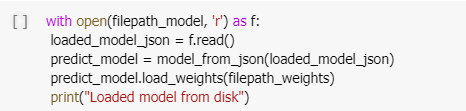 [ ] with open(filepath_model, 'r') as f:
loaded_model_json = f.read()
predict_model = model_from_json(loaded_model_json)
predict_model.load_weights(filepath_weights)
print("Loaded model from disk")